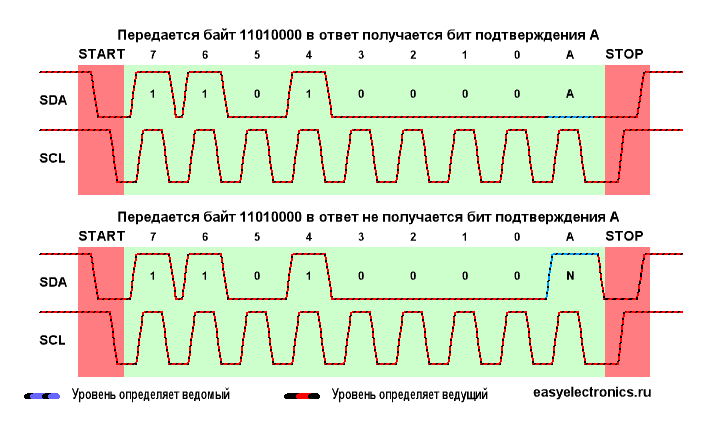 Передается байт 11010000 в ответ получается бит подтверждения A
START 7 6 5 4 3 2 1 0 A STOP
SDA 1 1 0 1 0 0 0 0 A
SCL
Передается байт 11010000 в ответ не получается бит подтверждения A
START 7 6 5 4 3 2 1 0 A STOP
SDA 1 1 0 1 0 0 0 0 N
SCL
Уровень определяет ведомый Уровень определяет ведущий easyelectronics.ru